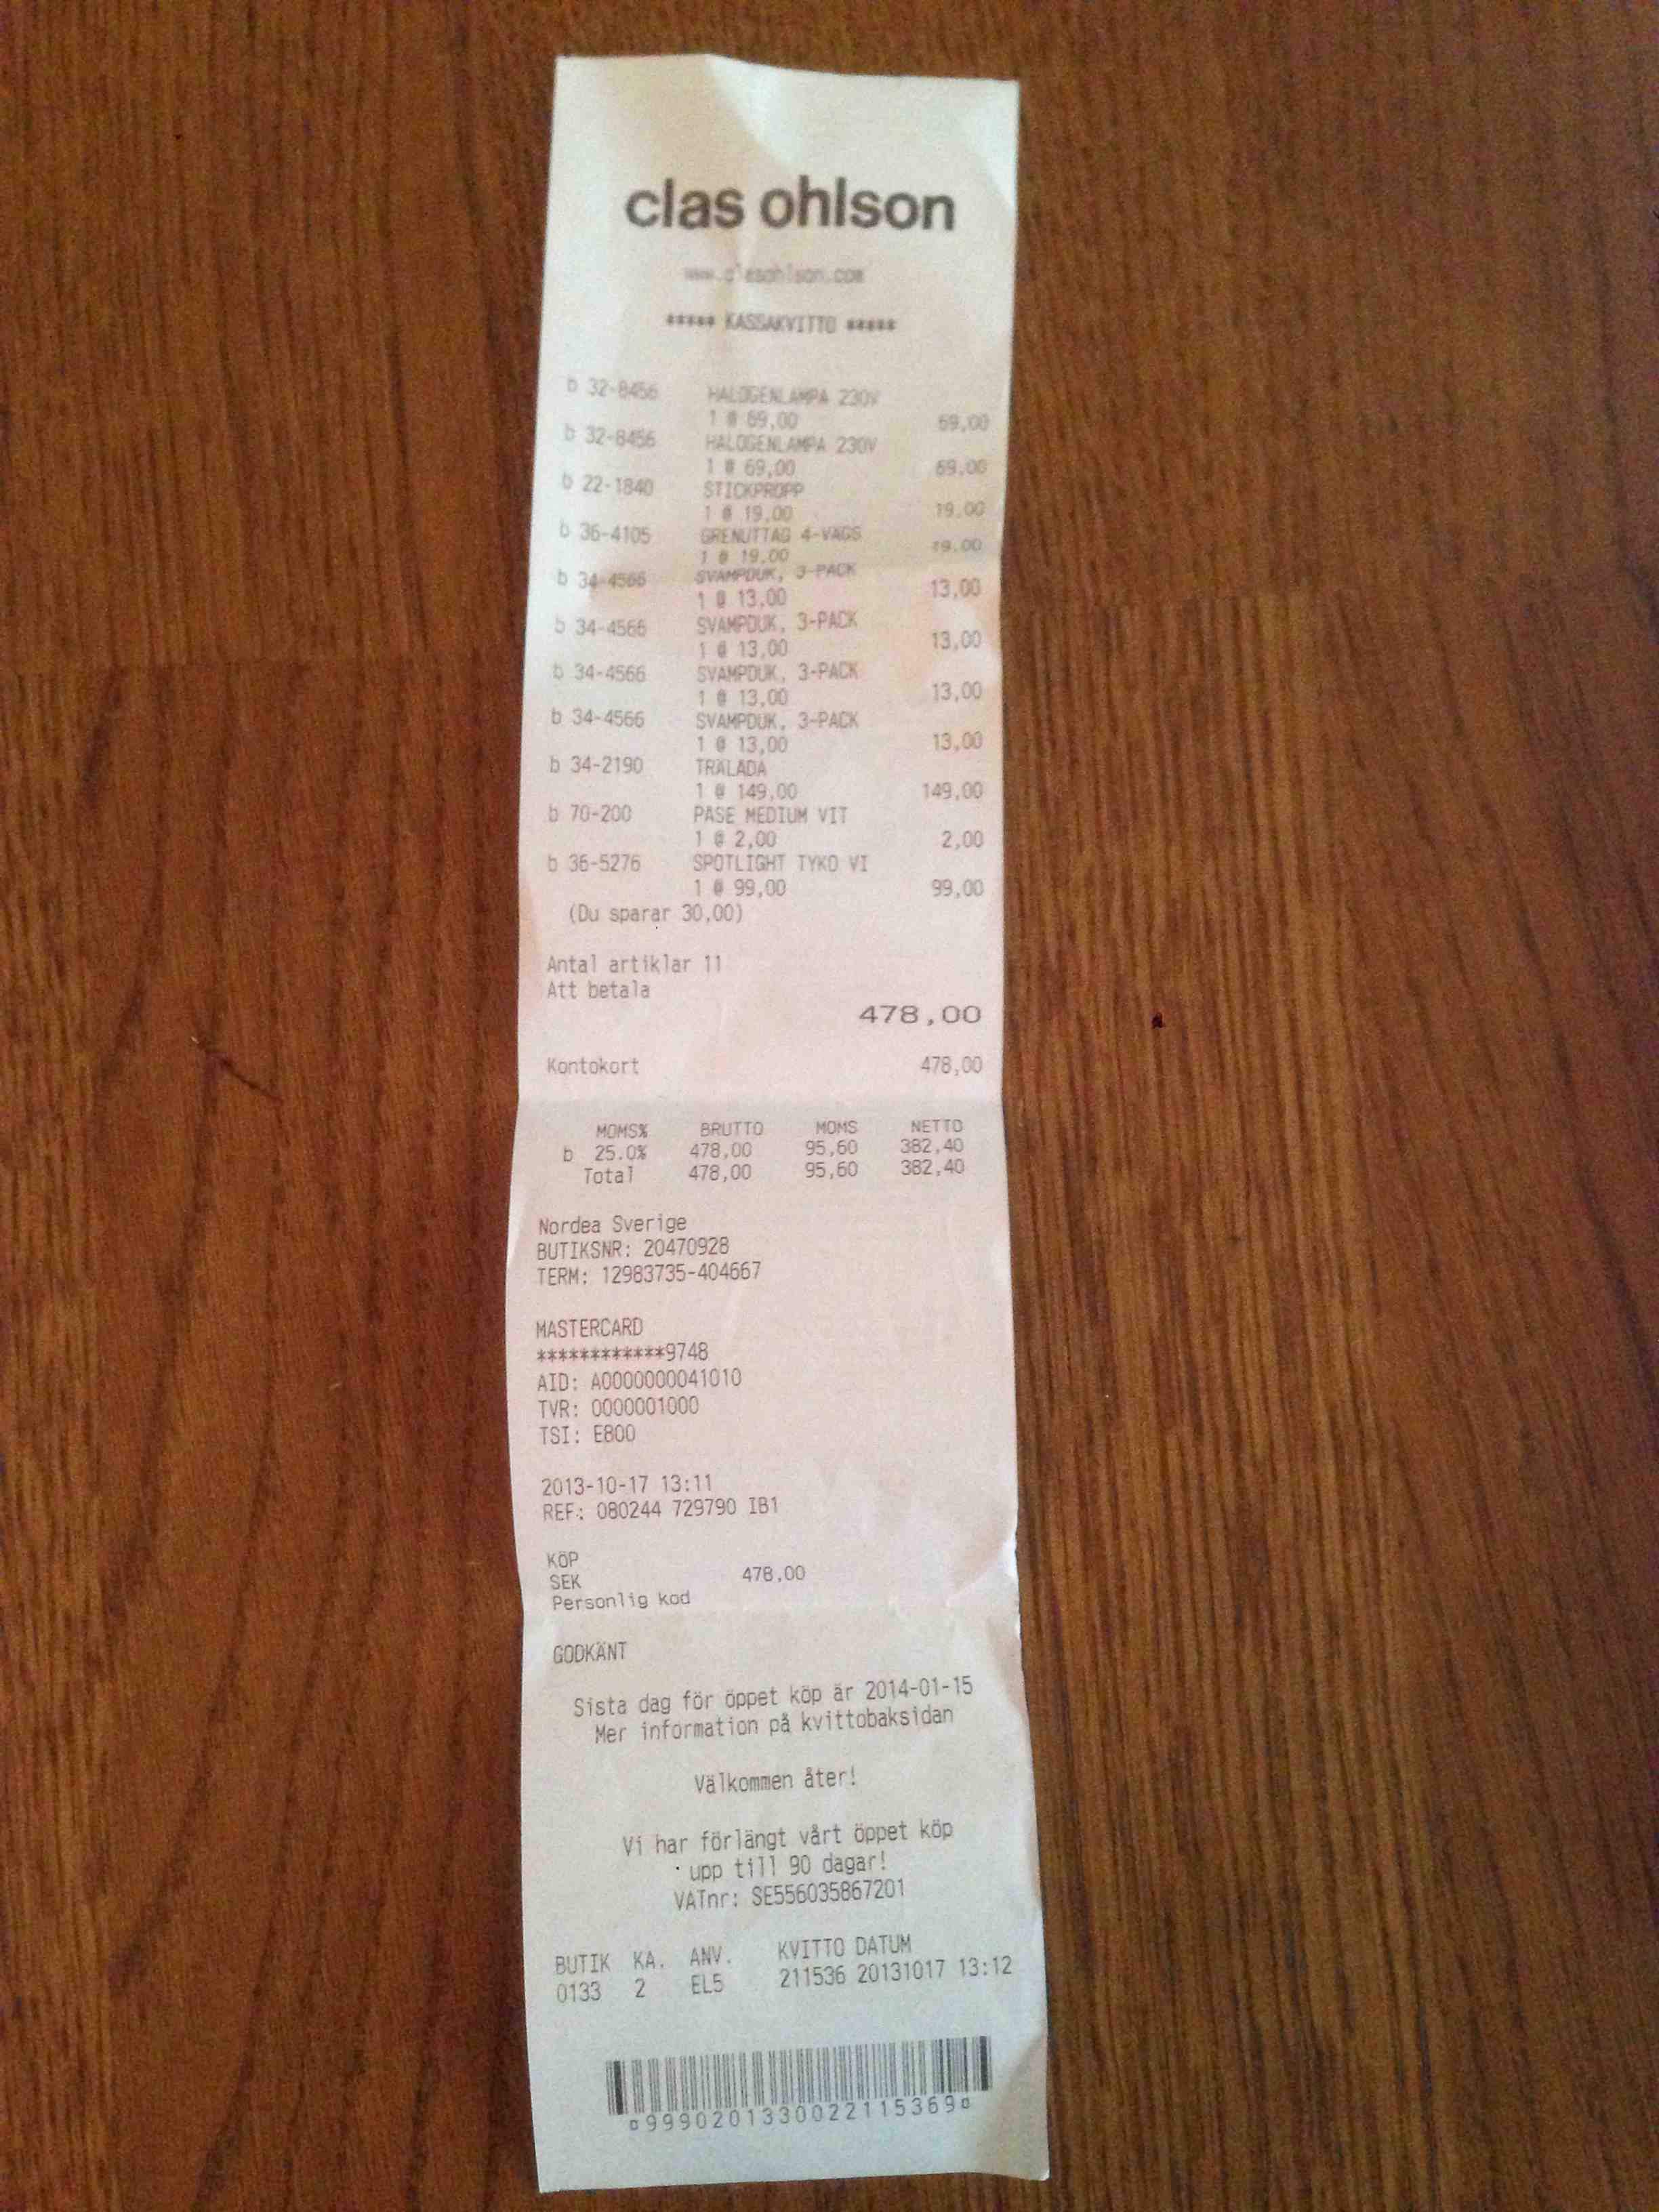 clas ohlson
www.clasohlson.com
***** KASSAKVITTO *****
b 32-8456 HALOGENLAMPA 230V
1 @ 69,00 69,00
b 32-8456 HALOGENLAMPA 230V
1 @ 69,00 69,00
b 22-1840 STICKPROPP
1 @ 19,00 19,00
b 36-4105 GRENUTTAG 4-VÄGS
1 @ 19,00 19,00
b 34-4566 SVAMPDUK, 3-PACK
1 @ 13,00 13,00
b 34-4566 SVAMPDUK, 3-PACK
1 @ 13,00 13,00
b 34-4566 SVAMPDUK, 3-PACK
1 @ 13,00 13,00
b 34-4566 SVAMPDUK, 3-PACK
1 @ 13,00 13,00
b 34-2190 TRÄLÅDA
1 @ 149,00 149,00
b 70-200 PÅSE MEDIUM VIT
1 @ 2,00 2,00
b 36-5276 SPOTLIGHT TYKO VI
1 @ 99,00 99,00
(Du sparar 30,00)
Antal artiklar 11
Att betala
478,00
Kontokort 478,00
MOMS% BRUTTO MOMS NETTO
b 25.0% 478,00 95,60 382,40
Total 478,00 95,60 382,40
Nordea Sverige
BUTIKSNR: 20470928
TERM: 12983735-404667
MASTERCARD
************9748
AID: A0000000041010
TVR: 0000001000
TSI: E800
2013-10-17 13:11
REF: 080244 729790 IB1
KÖP
SEK 478,00
Personlig kod
GODKÄNT
Sista dag för öppet köp är 2014-01-15
Mer information på kvittobaksidan
Välkommen åter!
Vi har förlängt vårt öppet köp
upp till 90 dagar!
VATnr: SE556035867201
BUTIK KA. ANV. KVITTO DATUM
0133 2 EL5 211536 20131017 13:12
¤9990201330022115369¤